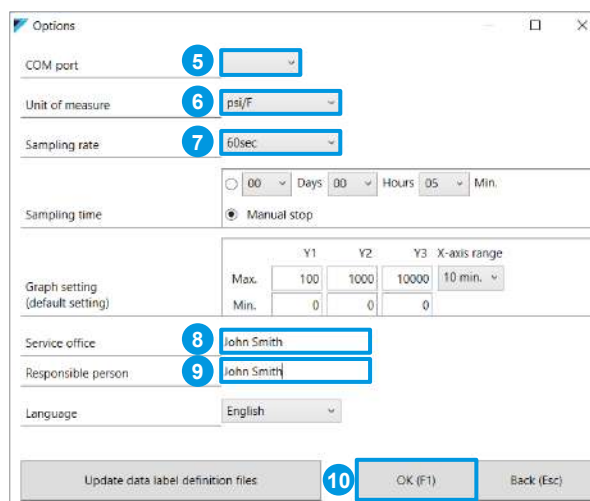 Options
COM port 5
Unit of measure 6 psi/F
Sampling rate 7 60sec
00 Days 00 Hours 05 Min.
Sampling time Manual stop
Y1 Y2 Y3 X-axis range
Max. 100 1000 10000 10 min.
Graph setting
(default setting)
Min. 0 0 0
Service office 8 John Smith
Responsible person 9 John Smith
Language English
Update data label definition files 10 OK (F1) Back (Esc)